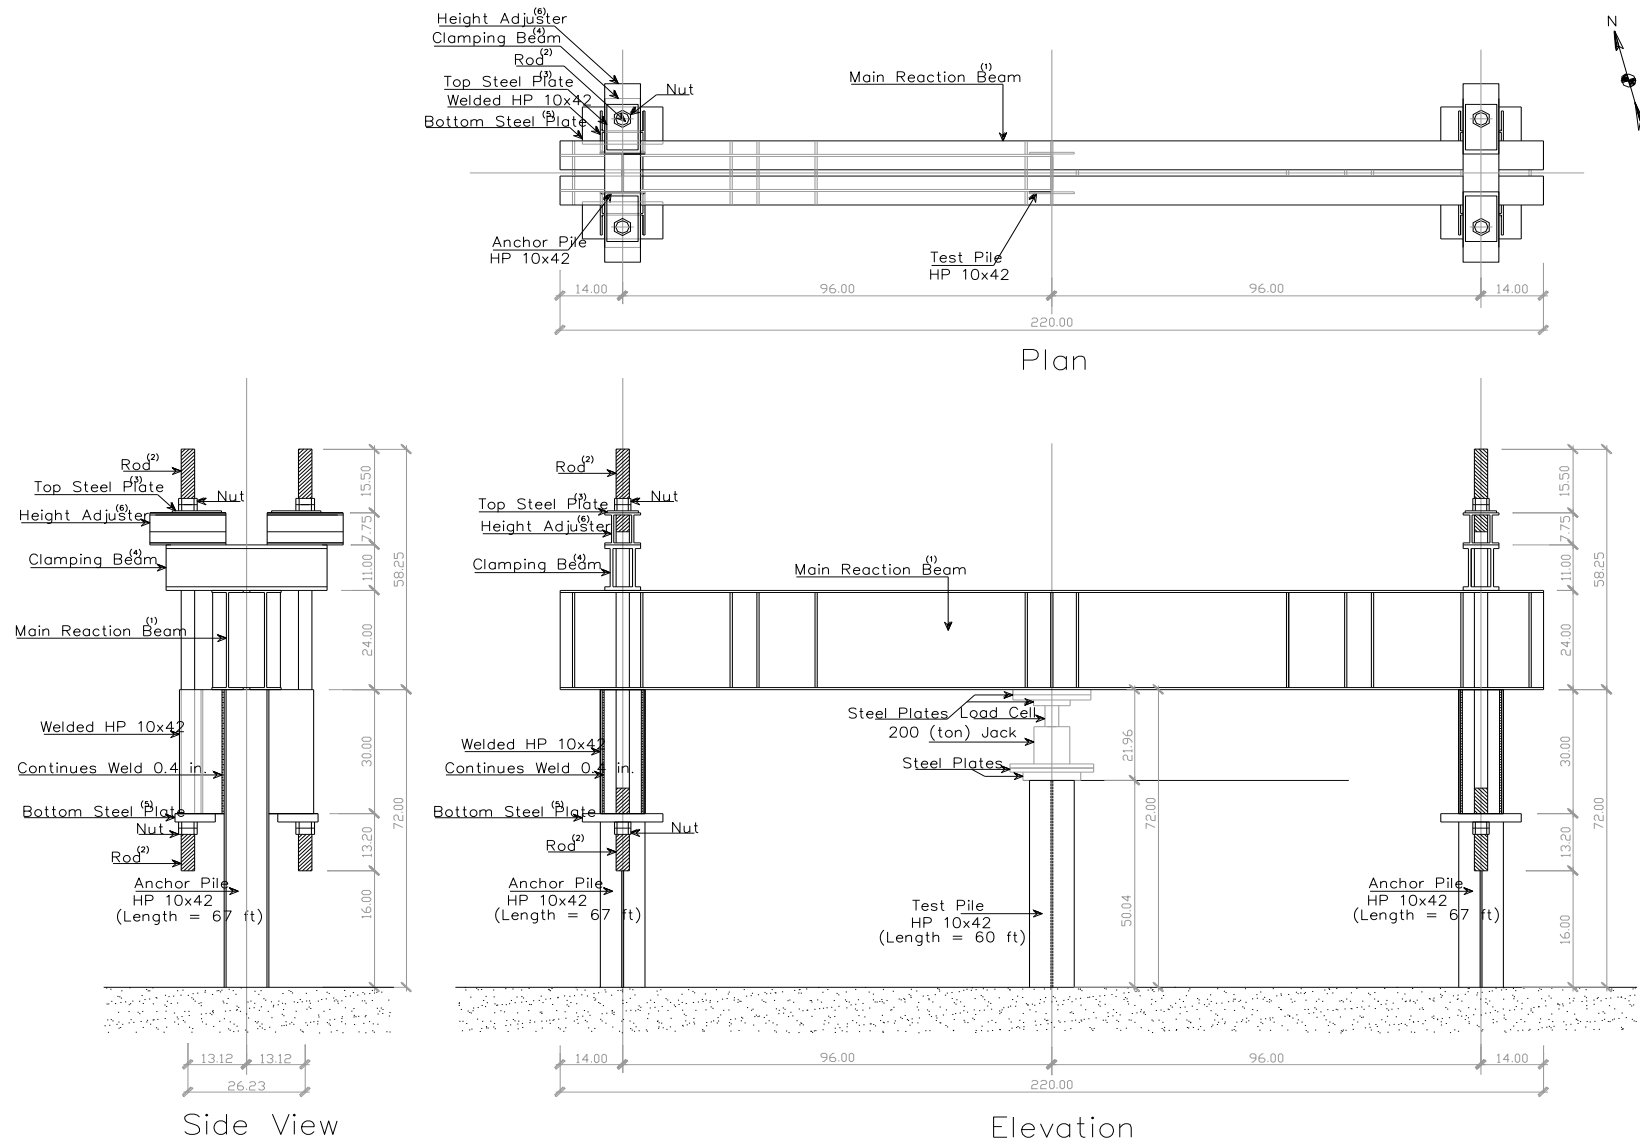 Height Adjuster(6)
Clamping Beam(4)
Rod(2)
Top Steel Plate(3)
Nut
Welded HP 10x42
Bottom Steel Plate(5)
Main Reaction Beam(1)
N
Anchor Pile
HP 10x42
Test Pile
HP 10x42
14.00
96.00
96.00
14.00
220.00
Plan
Rod(2)
Top Steel Plate(3)
Nut
Height Adjuster(6)
Clamping Beam(4)
Main Reaction Beam(1)
Welded HP 10x42
Continues Weld 0.4 in.
Bottom Steel Plate(5)
Nut
Rod(2)
Anchor Pile
HP 10x42
(Length = 67 ft)
15.50
7.75
11.00
24.00
58.25
30.00
13.20
16.00
72.00
13.12
13.12
26.23
Side View
Rod(2)
Nut
Top Steel Plate(3)
Height Adjuster(6)
Clamping Beam(4)
Main Reaction Beam(1)
Steel Plates
Load Cell
200 (ton) Jack
Steel Plates
Welded HP 10x42
Continues Weld 0.4 in.
Bottom Steel Plate(5)
Nut
Rod(2)
Anchor Pile
HP 10x42
(Length = 67 ft)
Test Pile
HP 10x42
(Length = 60 ft)
Anchor Pile
HP 10x42
(Length = 67 ft)
21.96
50.04
72.00
15.50
7.75
11.00
24.00
58.25
30.00
13.20
16.00
72.00
14.00
96.00
96.00
14.00
220.00
Elevation